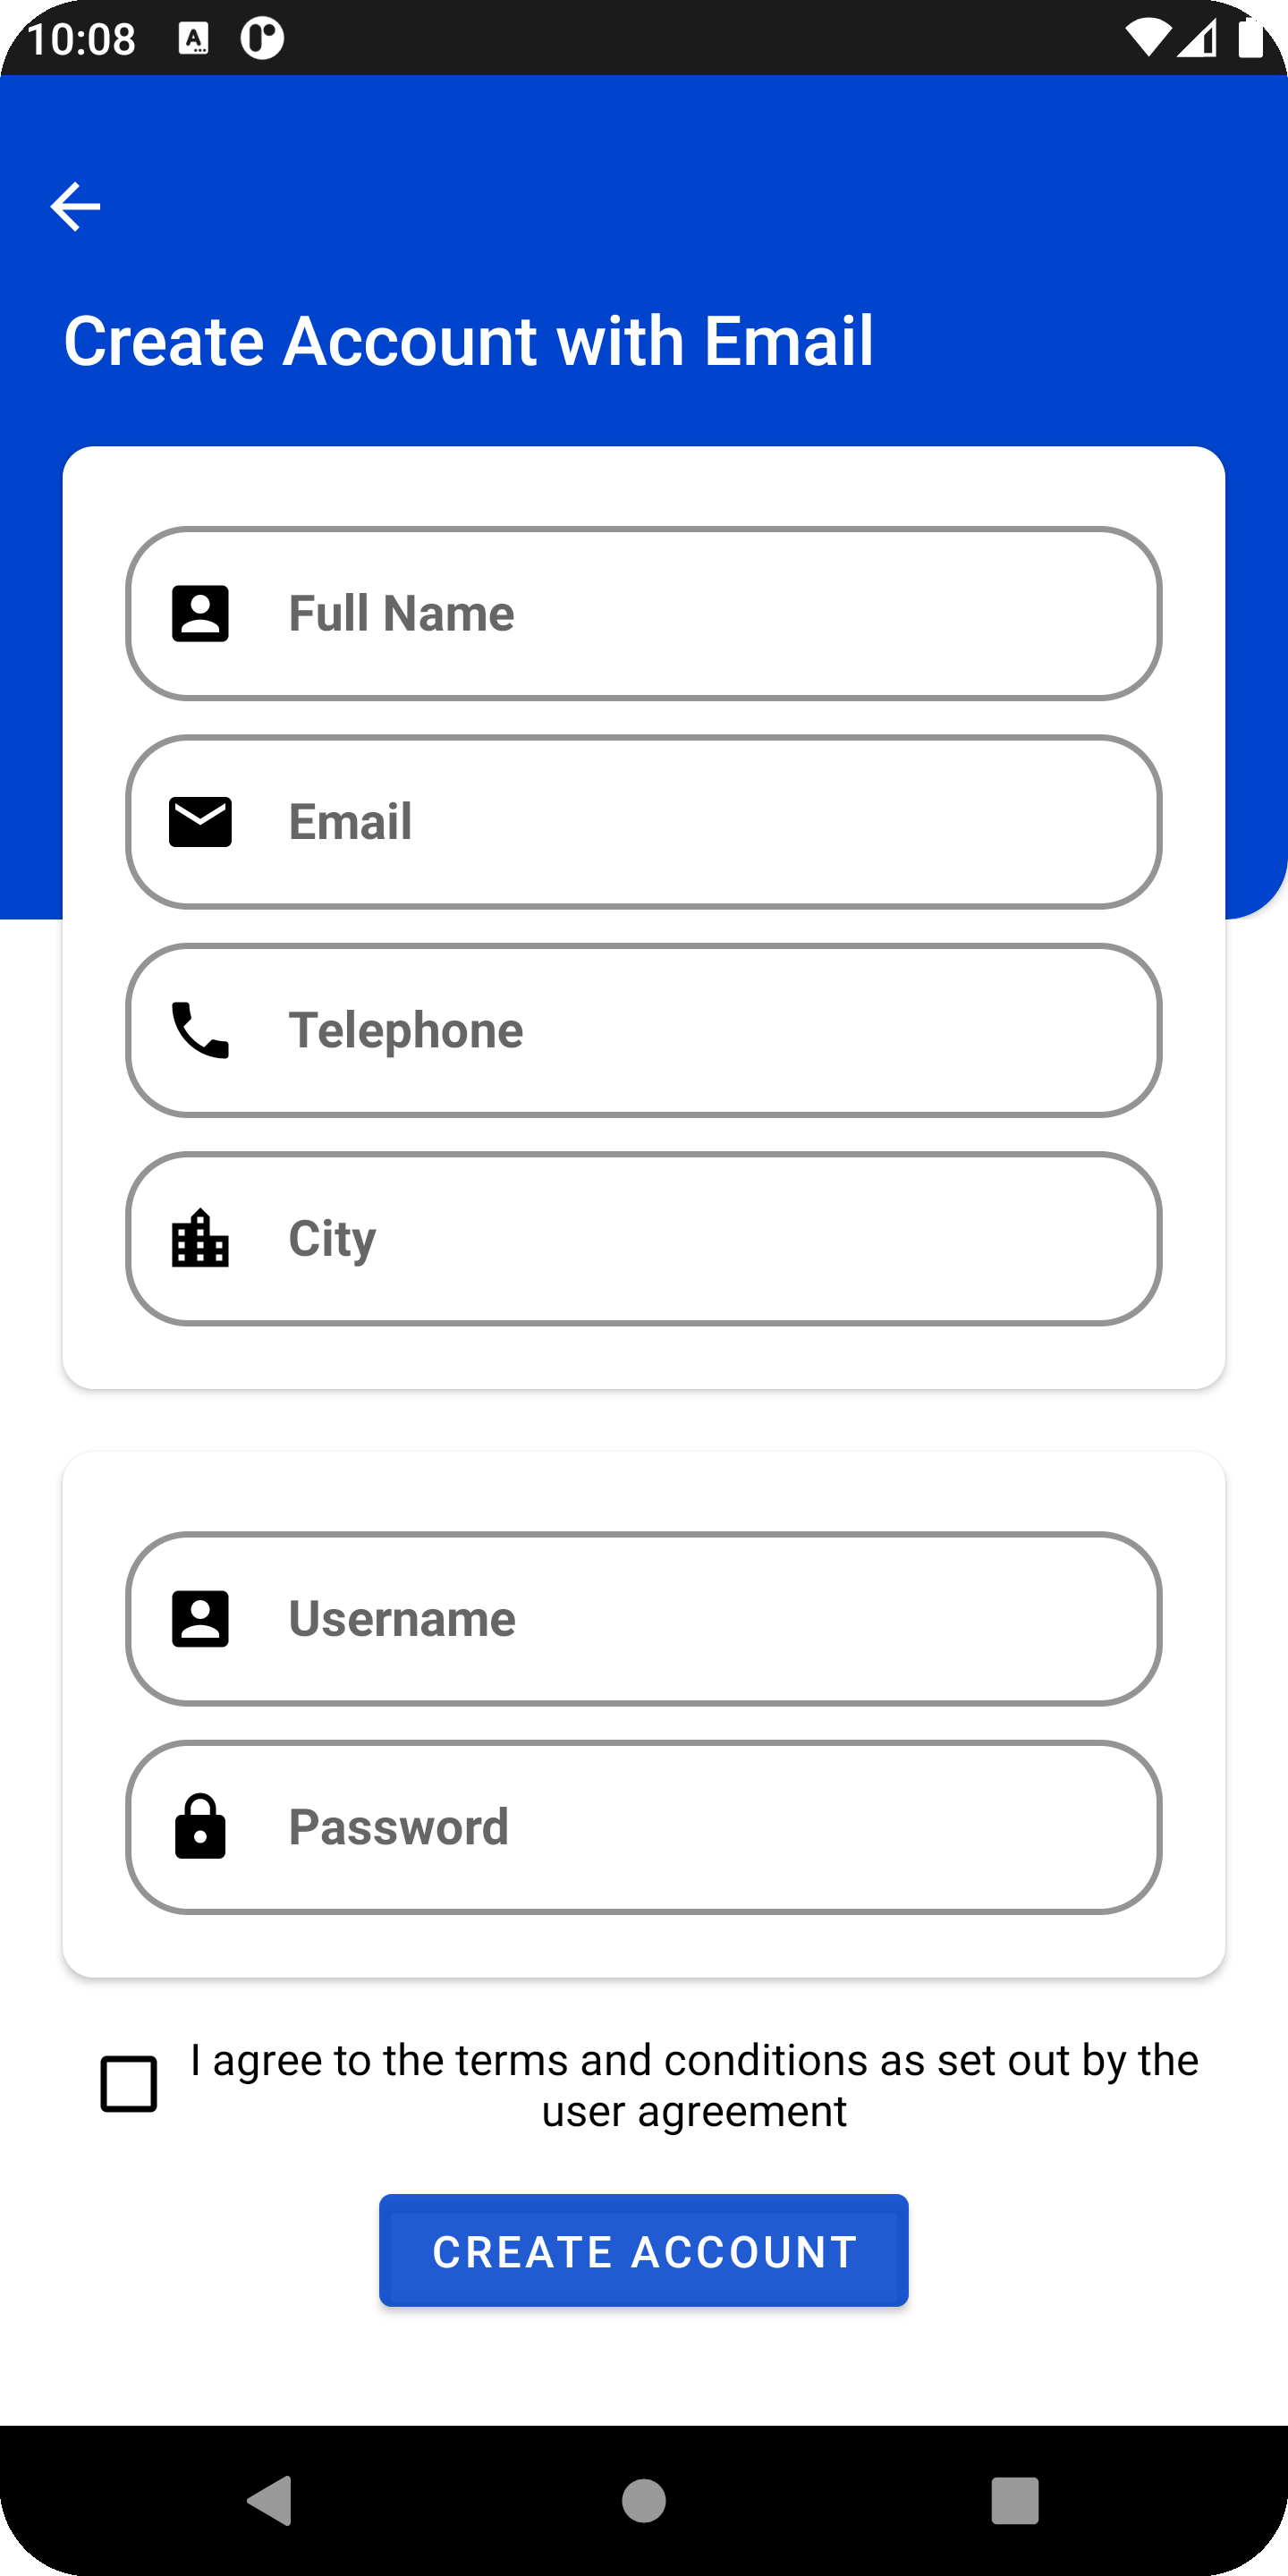 10:08
Create Account with Email
Full Name
Email
Telephone
City
Username
Password
I agree to the terms and conditions as set out by the
user agreement
CREATE ACCOUNT